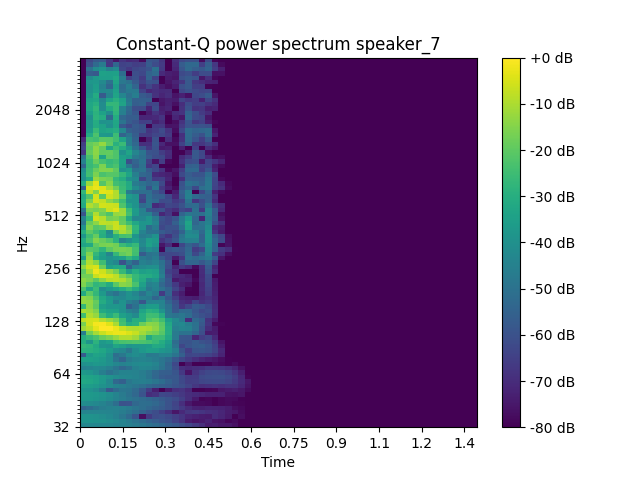 Constant-Q power spectrum speaker_7
Hz
2048
1024
512
256
128
64
32
0 0.15 0.3 0.45 0.6 0.75 0.9 1.1 1.2 1.4
Time
+0 dB
-10 dB
-20 dB
-30 dB
-40 dB
-50 dB
-60 dB
-70 dB
-80 dB